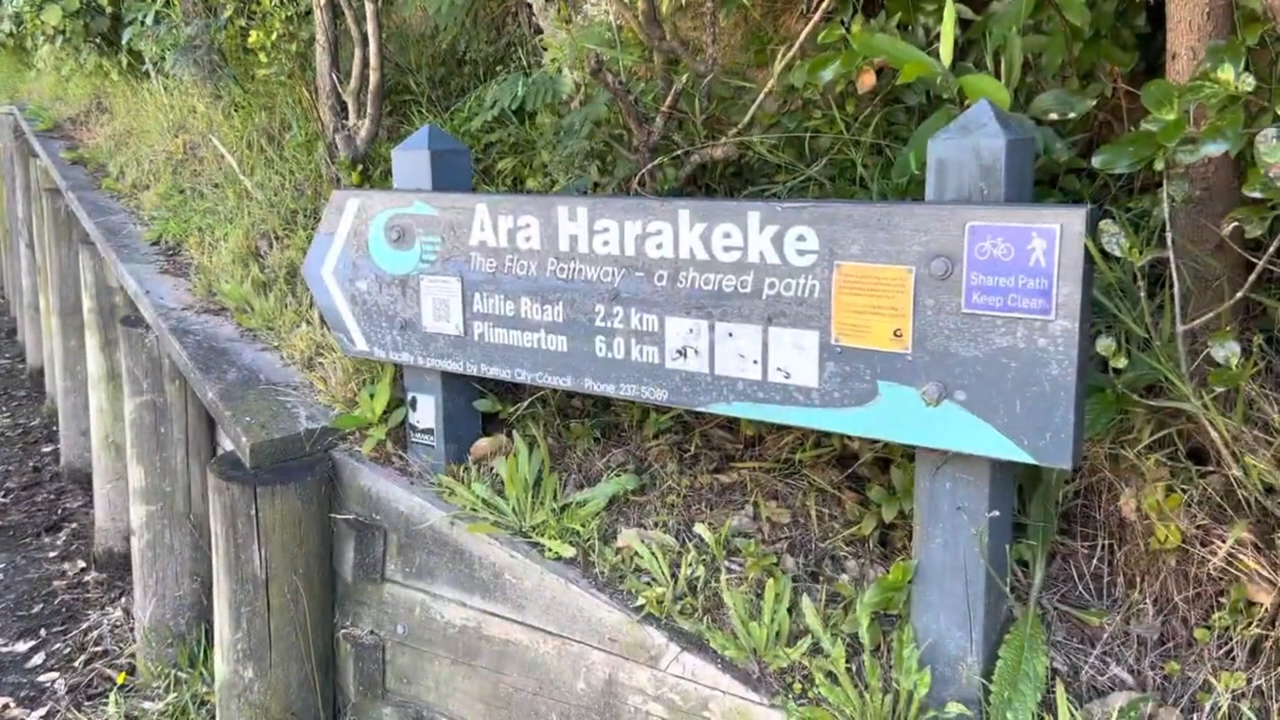 Ara Harakeke
The Flax Pathway - a shared path
Airlie Road 2.2 km
Plimmerton 6.0 km
this facility is provided by Porirua City Council Phone 237-5089
Shared Path
Keep Clear